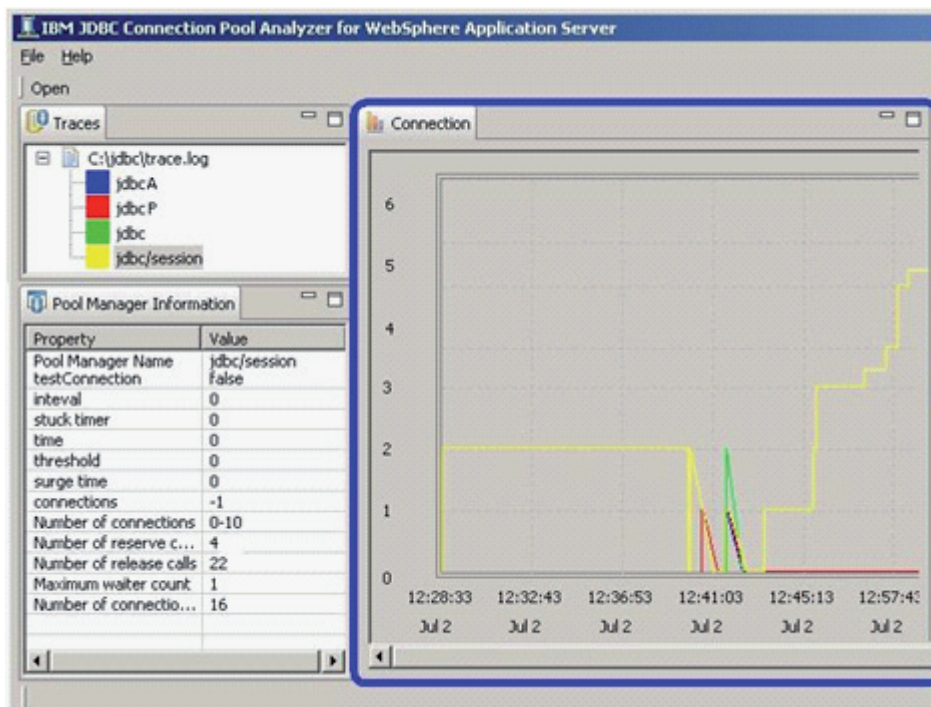 IBM JDBC Connection Pool Analyzer for WebSphere Application Server
File Help
Open
Traces
C:\jdbc\trace.log
jdbcA
jdbcP
jdbc
jdbc/session
Pool Manager Information
Property Value
Pool Manager Name jdbc/session
testConnection false
inteval 0
stuck timer 0
time 0
threshold 0
surge time 0
connections -1
Number of connections 0-10
Number of reserve c... 4
Number of release calls 22
Maximum waiter count 1
Number of connectio... 16
Connection
6
5
4
3
2
1
0
12:28:33 12:32:43 12:36:53 12:41:03 12:45:13 12:57:43
Jul 2 Jul 2 Jul 2 Jul 2 Jul 2 Jul 2